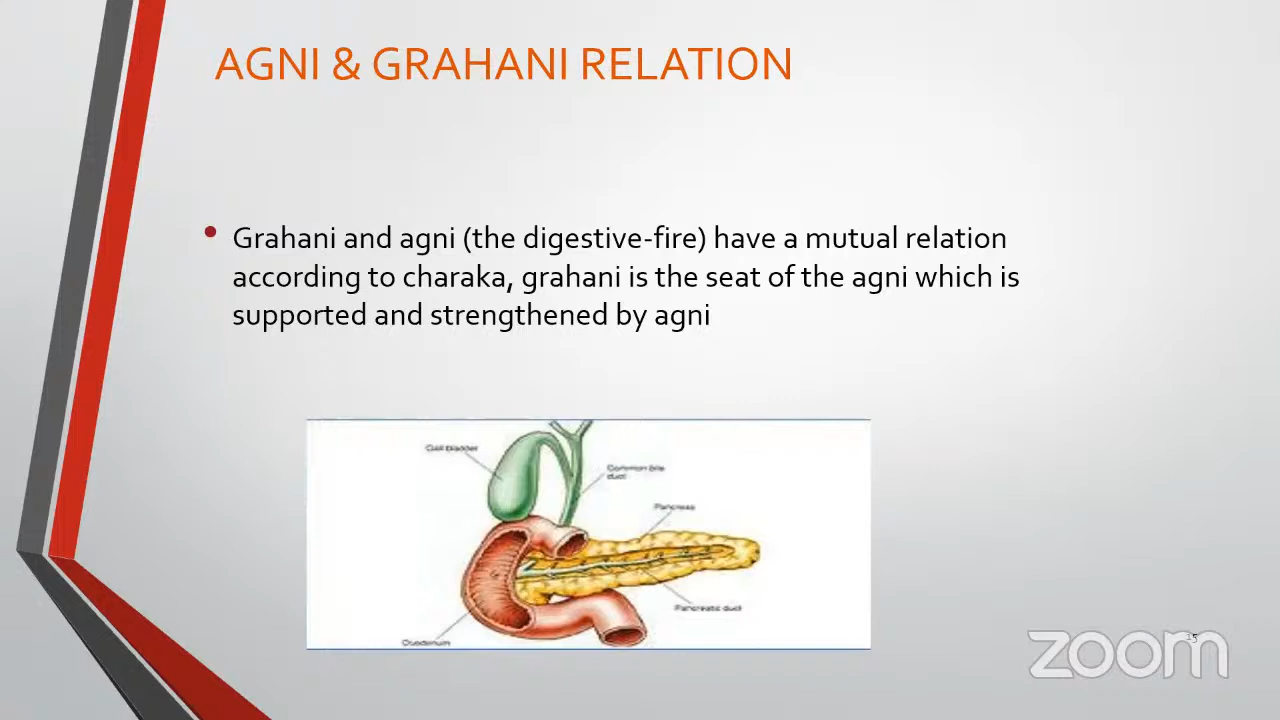 AGNI & GRAHANI RELATION
• Grahani and agni (the digestive-fire) have a mutual relation
according to charaka, grahani is the seat of the agni which is
supported and strengthened by agni
Gall bladder
Common bile
duct
Pancreas
Pancreatic duct
Duodenum
15
zoom